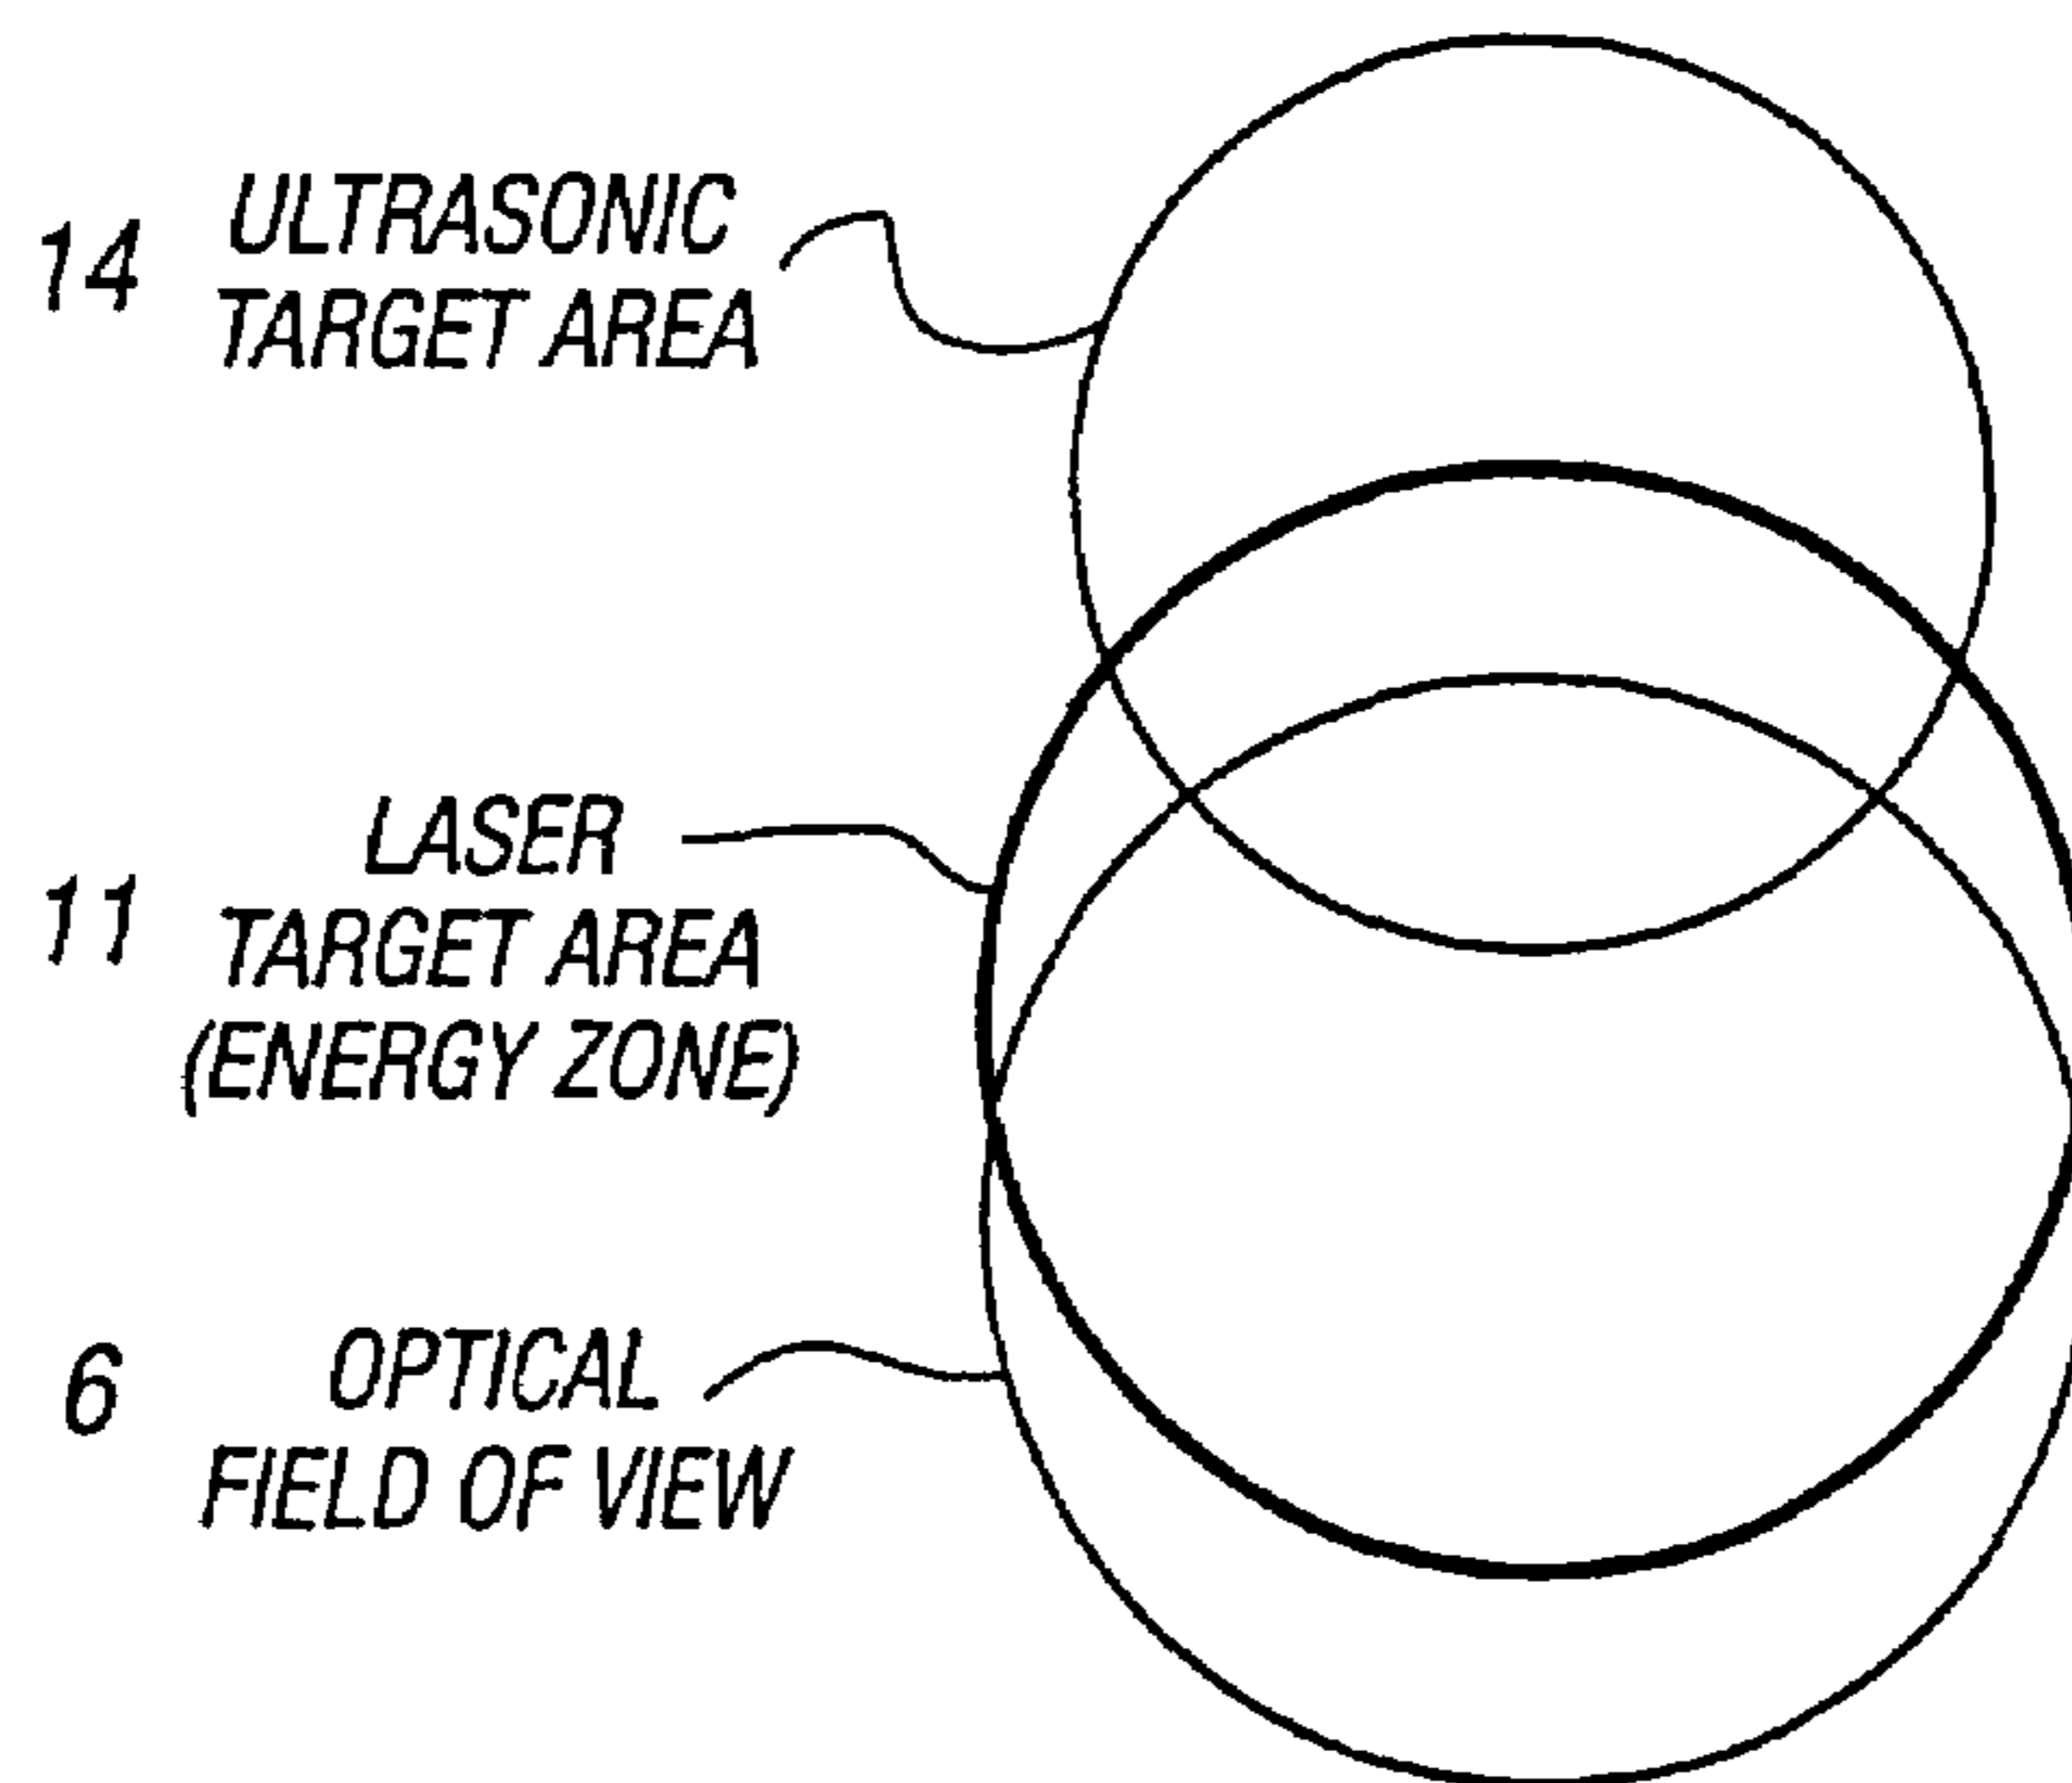 14 ULTRASONIC
TARGET AREA
LASER
11 TARGET AREA
(ENERGY ZONE)
6 OPTICAL
FIELD OF VIEW